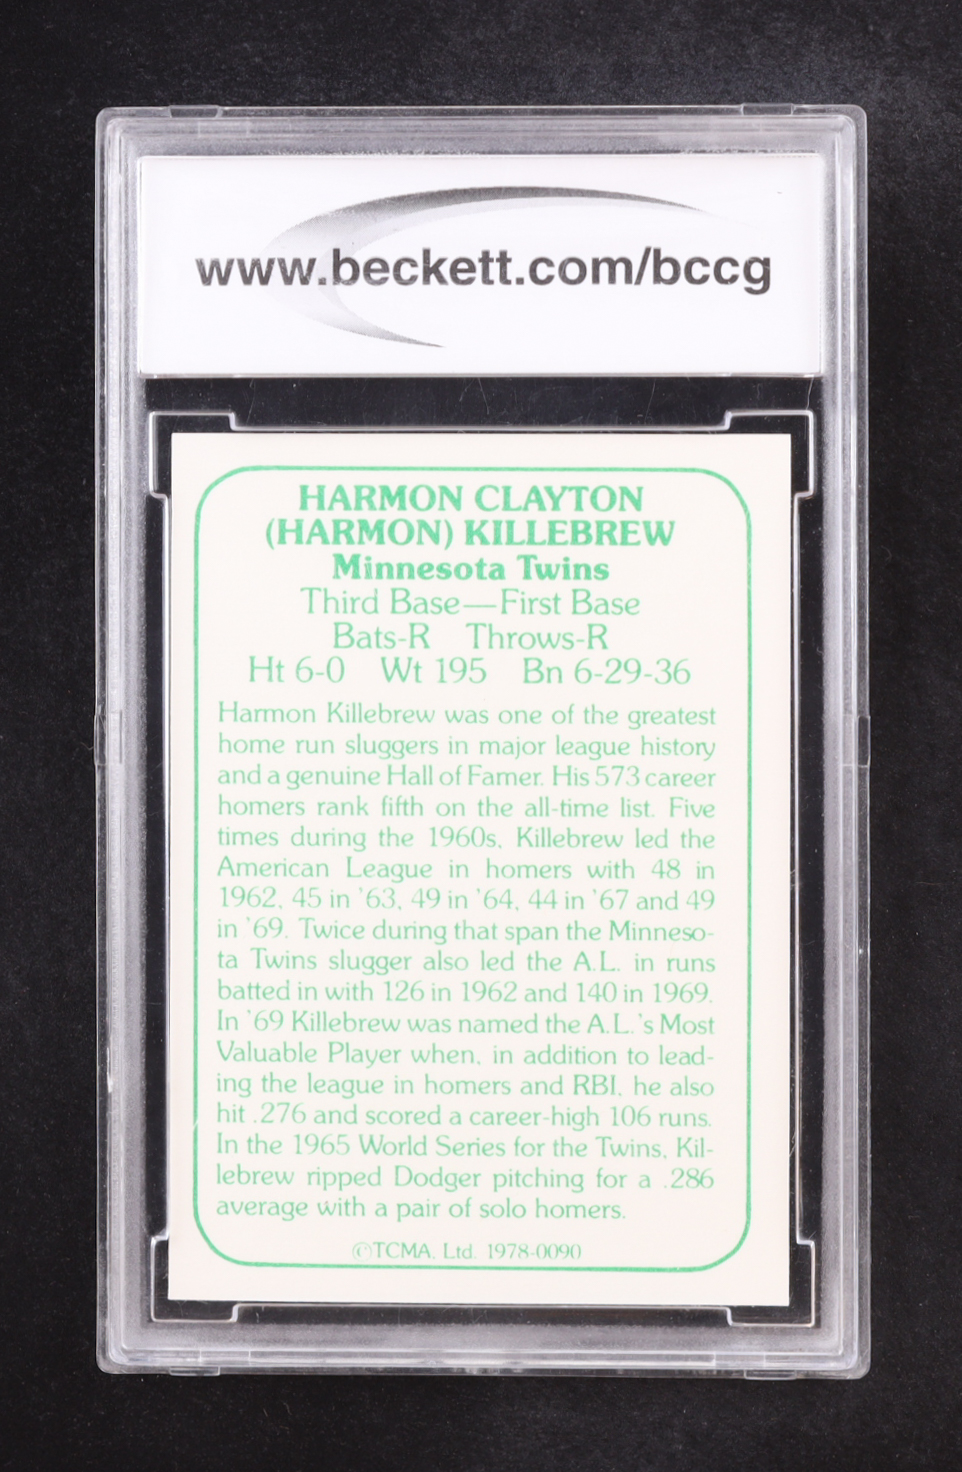 www.beckett.com/bccg
HARMON CLAYTON
(HARMON) KILLEBREW
Minnesota Twins
Third Base—First Base
Bats-R Throws-R
Ht 6-0 Wt 195 Bn 6-29-36
Harmon Killebrew was one of the greatest
home run sluggers in major league history
and a genuine Hall of Famer. His 573 career
homers rank fifth on the all-time list. Five
times during the 1960s, Killebrew led the
American League in homers with 48 in
1962, 45 in '63, 49 in '64, 44 in '67 and 49
in '69. Twice during that span the Minneso-
ta Twins slugger also led the A.L. in runs
batted in with 126 in 1962 and 140 in 1969.
In '69 Killebrew was named the A.L.'s Most
Valuable Player when, in addition to lead-
ing the league in homers and RBI, he also
hit .276 and scored a career-high 106 runs.
In the 1965 World Series for the Twins, Kil-
lebrew ripped Dodger pitching for a .286
average with a pair of solo homers.
©TCMA, Ltd. 1978-0090